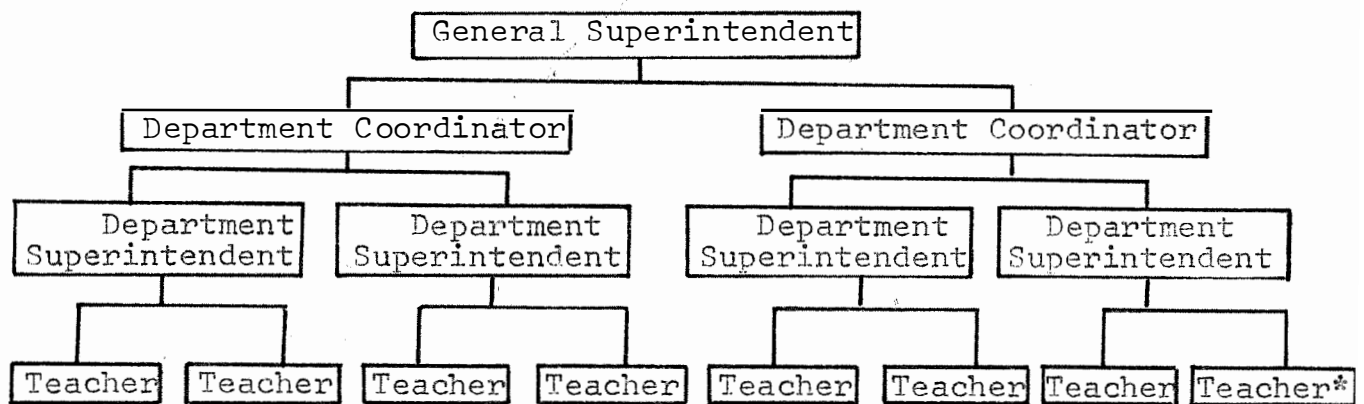 General Superintendent
Department Coordinator Department Coordinator
Department Department Department Department
Superintendent Superintendent Superintendent Superintendent
Teacher Teacher Teacher Teacher Teacher Teacher Teacher Teacher*